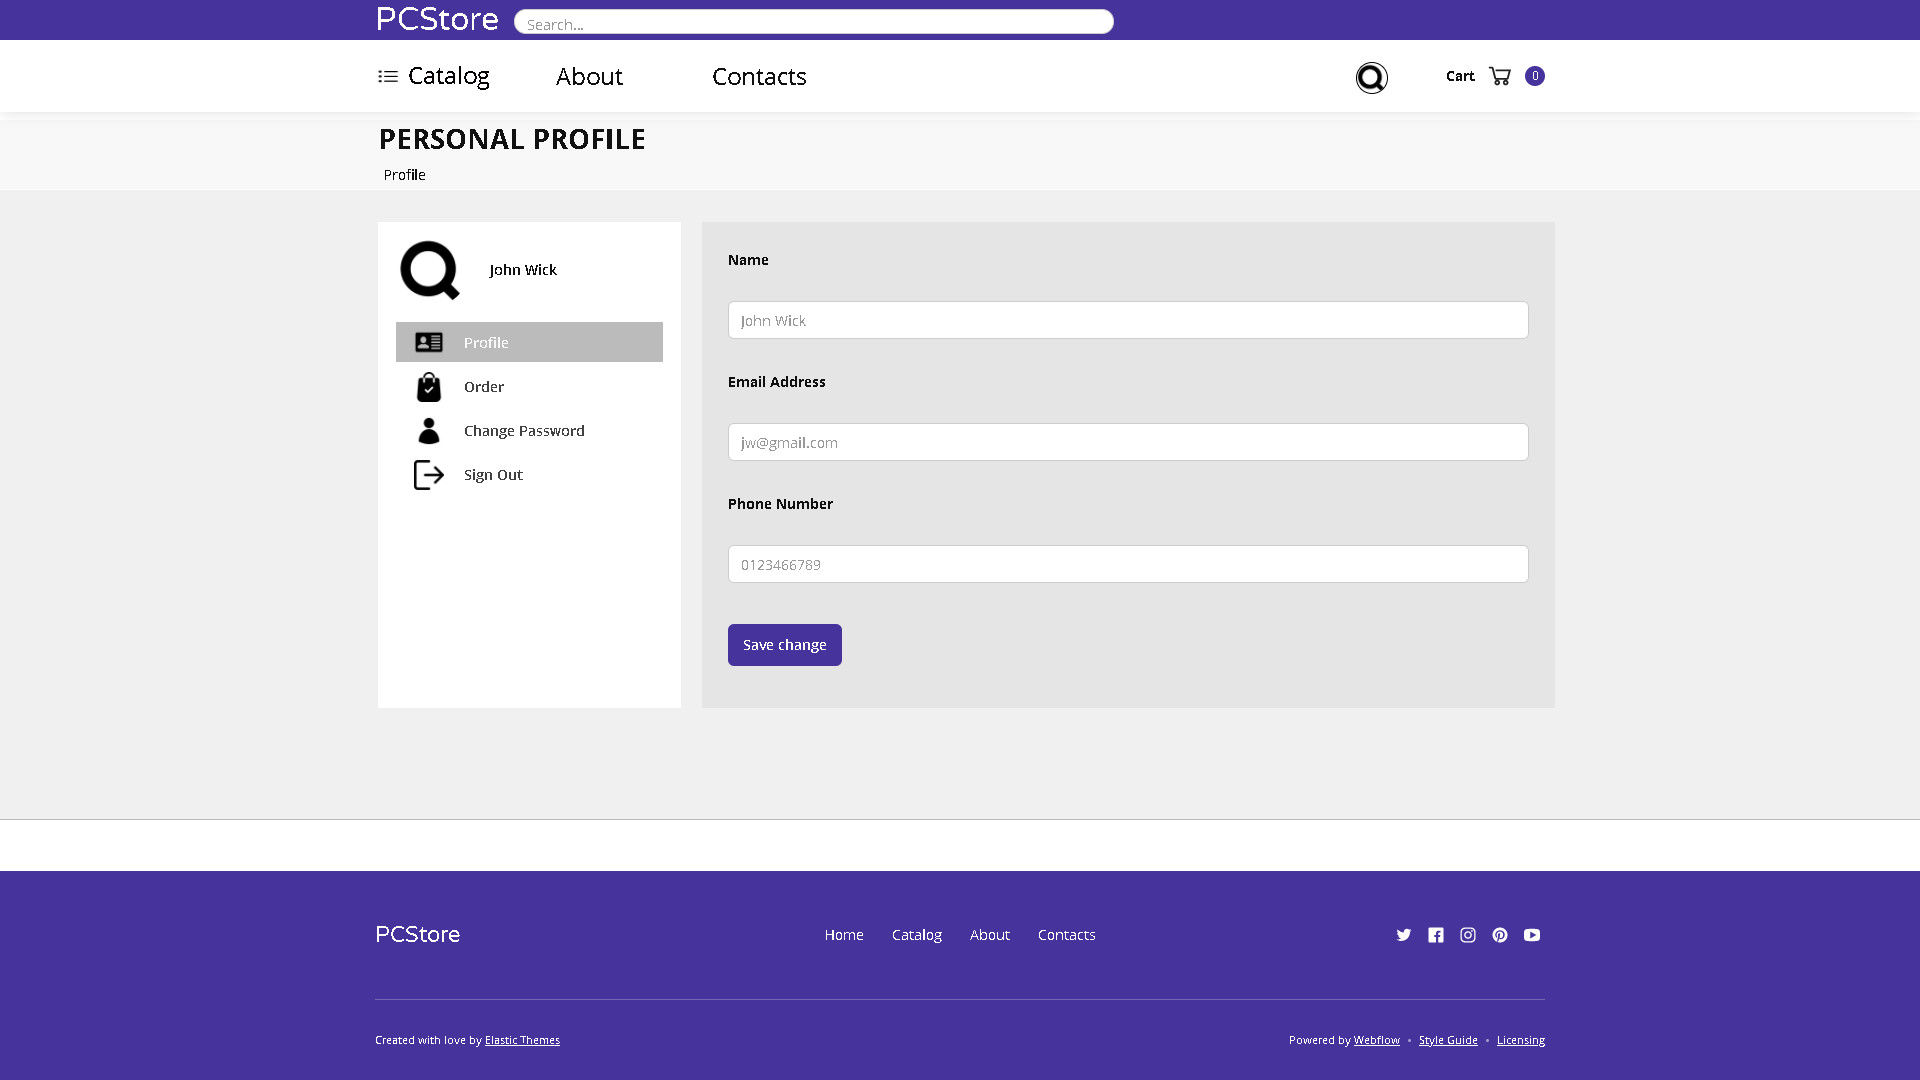 PCStore
Search...
Catalog
About
Contacts
Cart
0
PERSONAL PROFILE
Profile
John Wick
Profile
Order
Change Password
Sign Out
Name
John Wick
Email Address
jw@gmail.com
Phone Number
0123466789
Save change
PCStore
Home
Catalog
About
Contacts
Created with love by Elastic Themes
Powered by Webflow • Style Guide • Licensing